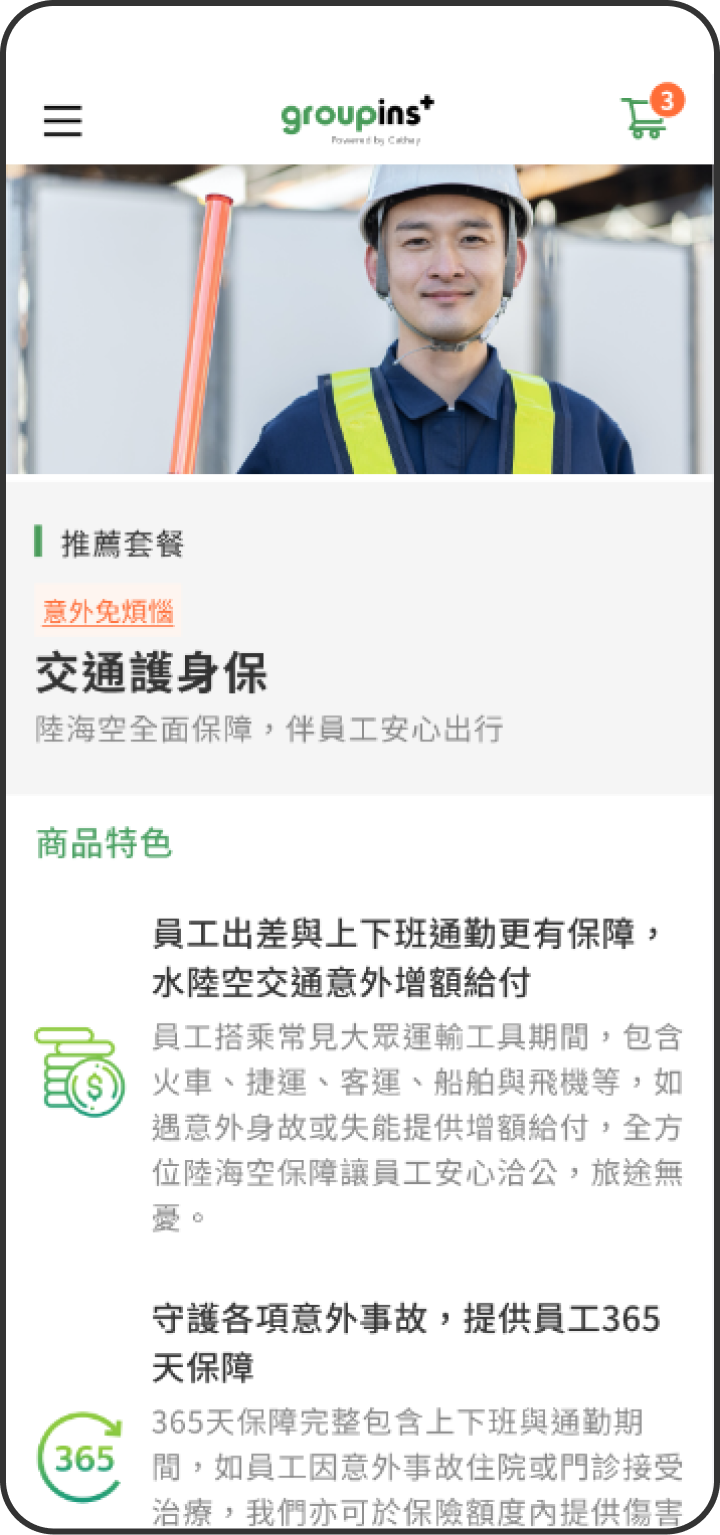 groupins+
Powered by Cathay
3
推薦套餐
意外免煩惱
交通護身保
陸海空全面保障，伴員工安心出行
商品特色
員工出差與上下班通勤更有保障，
水陸空交通意外增額給付
員工搭乘常見大眾運輸工具期間，包含
火車、捷運、客運、船舶與飛機等，如
遇意外身故或失能提供增額給付，全方
位陸海空保障讓員工安心洽公，旅途無
憂。
$
守護各項意外事故，提供員工365
天保障
365天保障完整包含上下班與通勤期
間，如員工因意外事故住院或門診接受
治療，我們亦可於保險額度內提供傷害
365